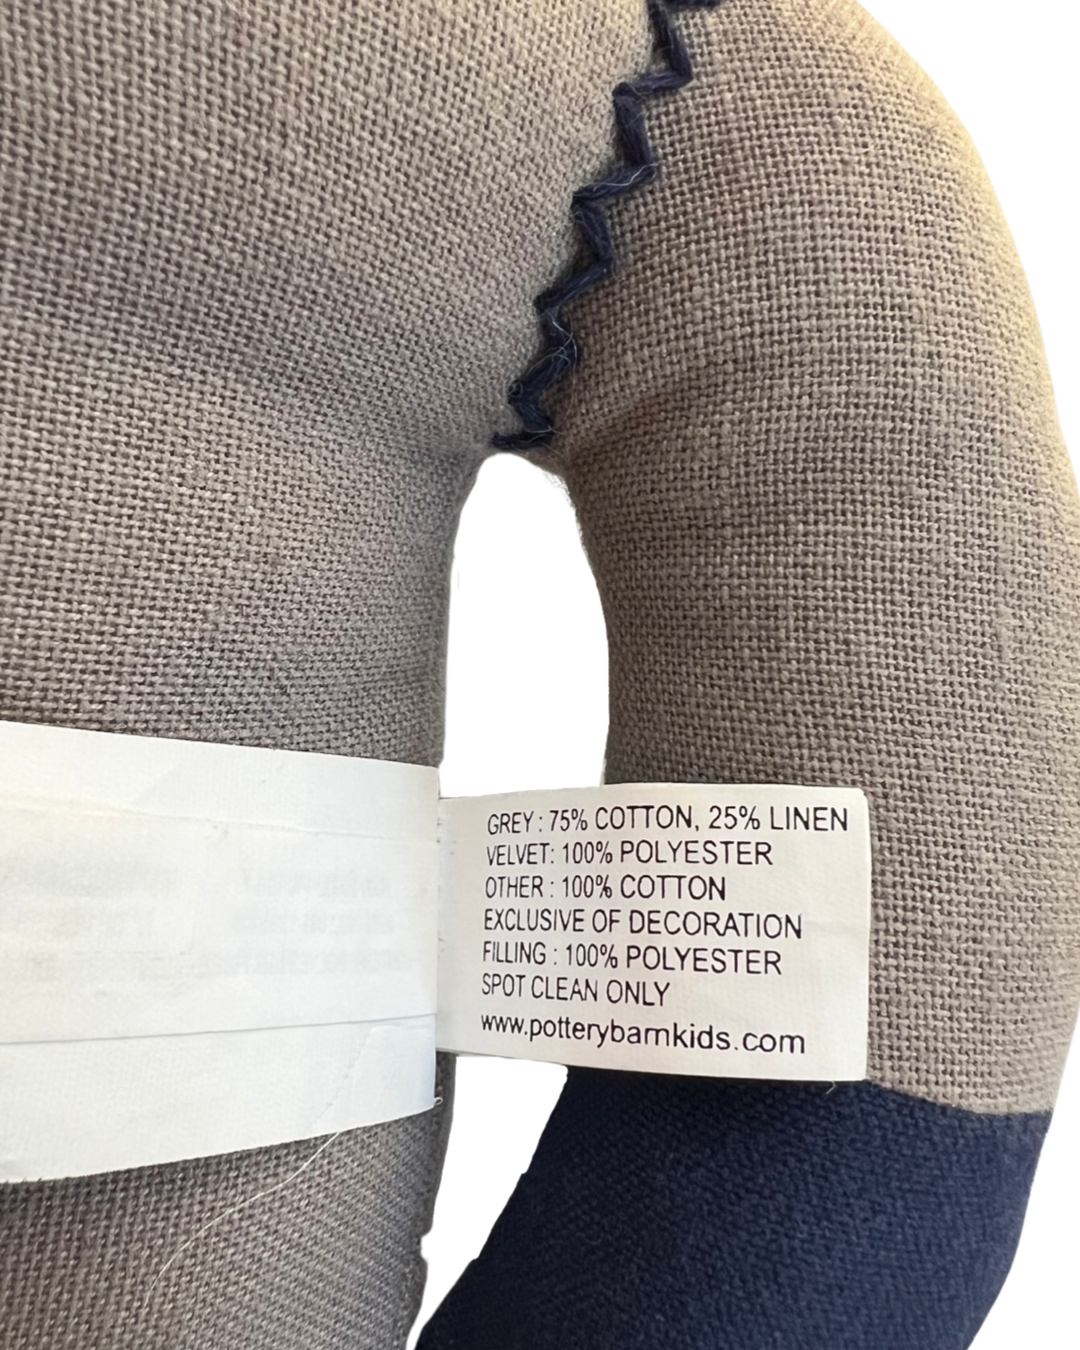 GREY : 75% COTTON, 25% LINEN
VELVET: 100% POLYESTER
OTHER : 100% COTTON
EXCLUSIVE OF DECORATION
FILLING : 100% POLYESTER
SPOT CLEAN ONLY
www.potterybarnkids.com